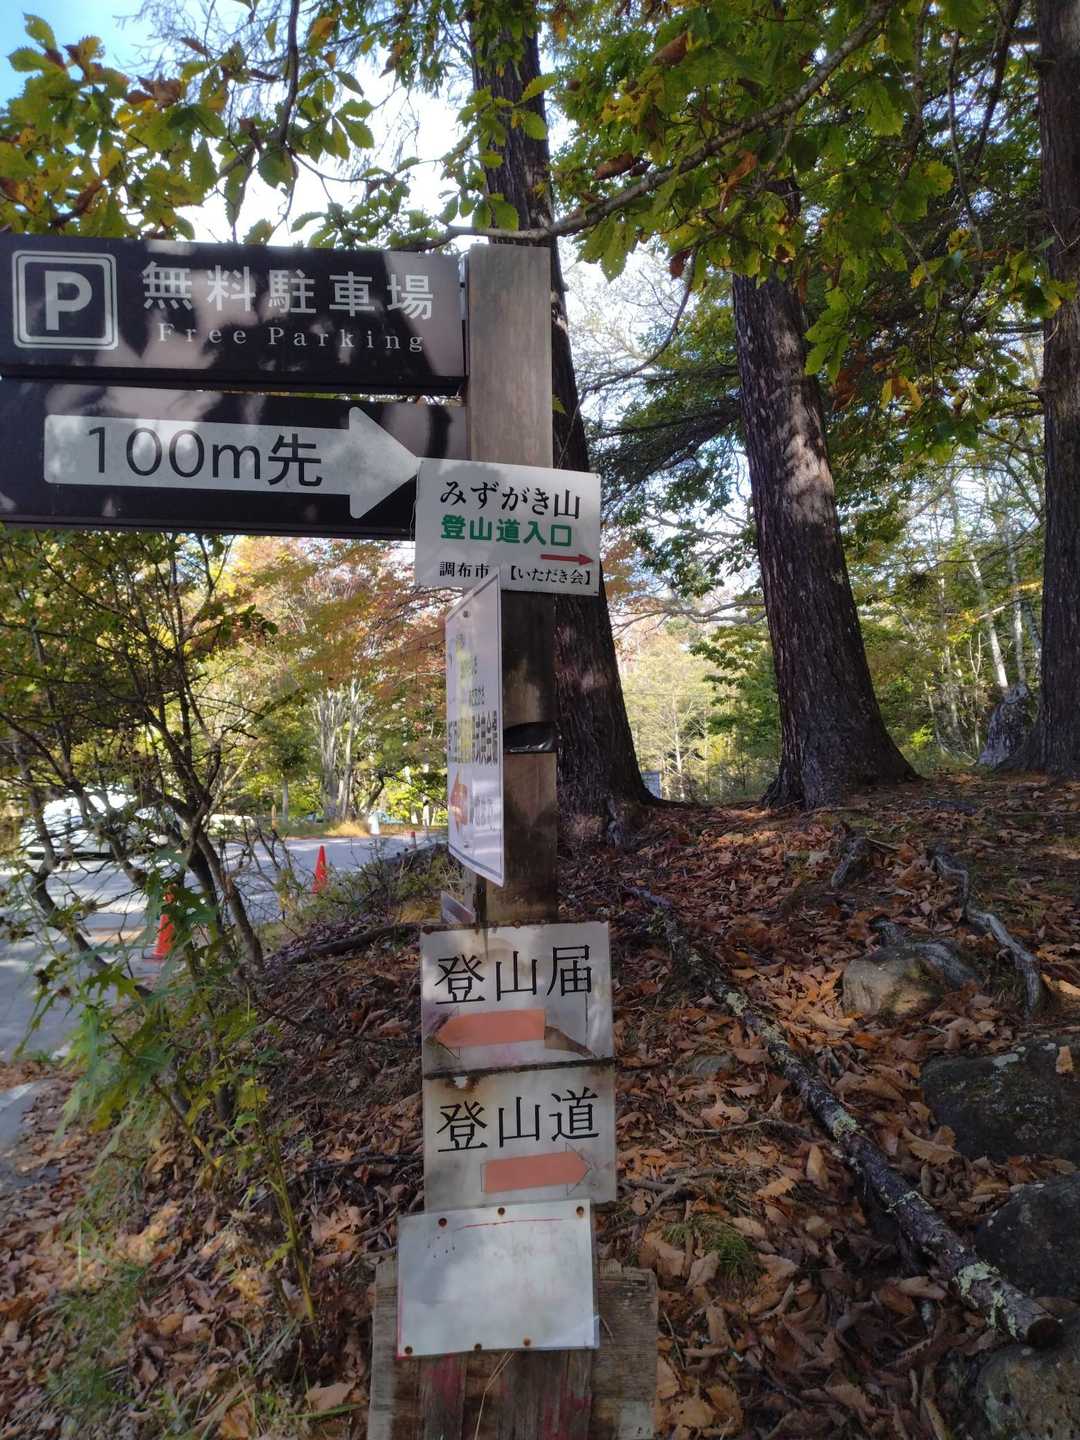 P 無料駐車場
Free Parking
100m先
みずがき山
登山道入口
調布市 【いただき会】
登山届
登山道